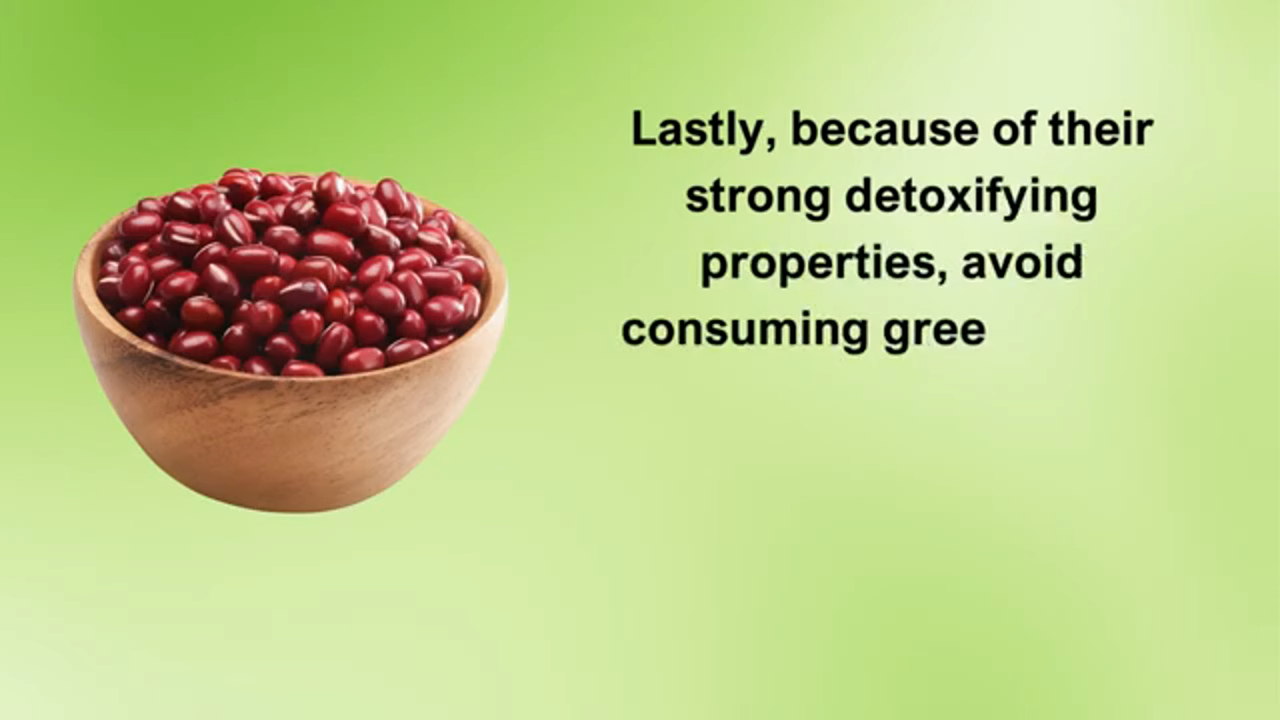 Lastly, because of their
strong detoxifying
properties, avoid
consuming gree